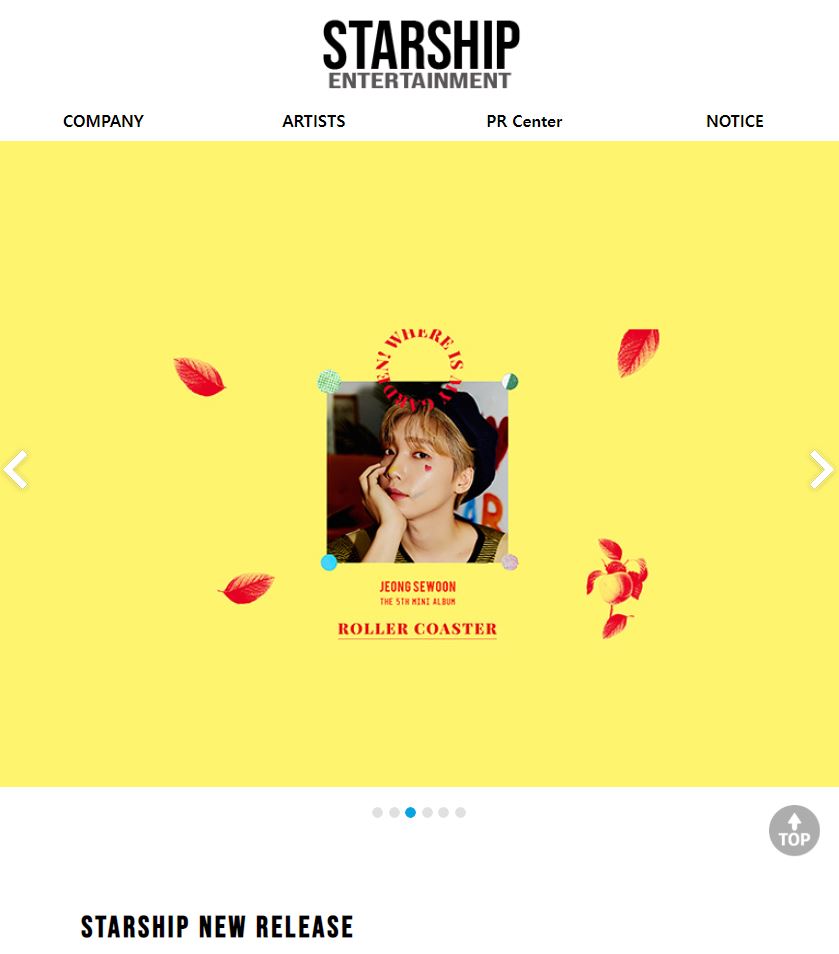 STARSHIP
ENTERTAINMENT
COMPANY ARTISTS PR Center NOTICE
WHERE IS MY GARDEN!
JEONG SEWOON
THE 5TH MINI ALBUM
ROLLER COASTER
TOP
STARSHIP NEW RELEASE